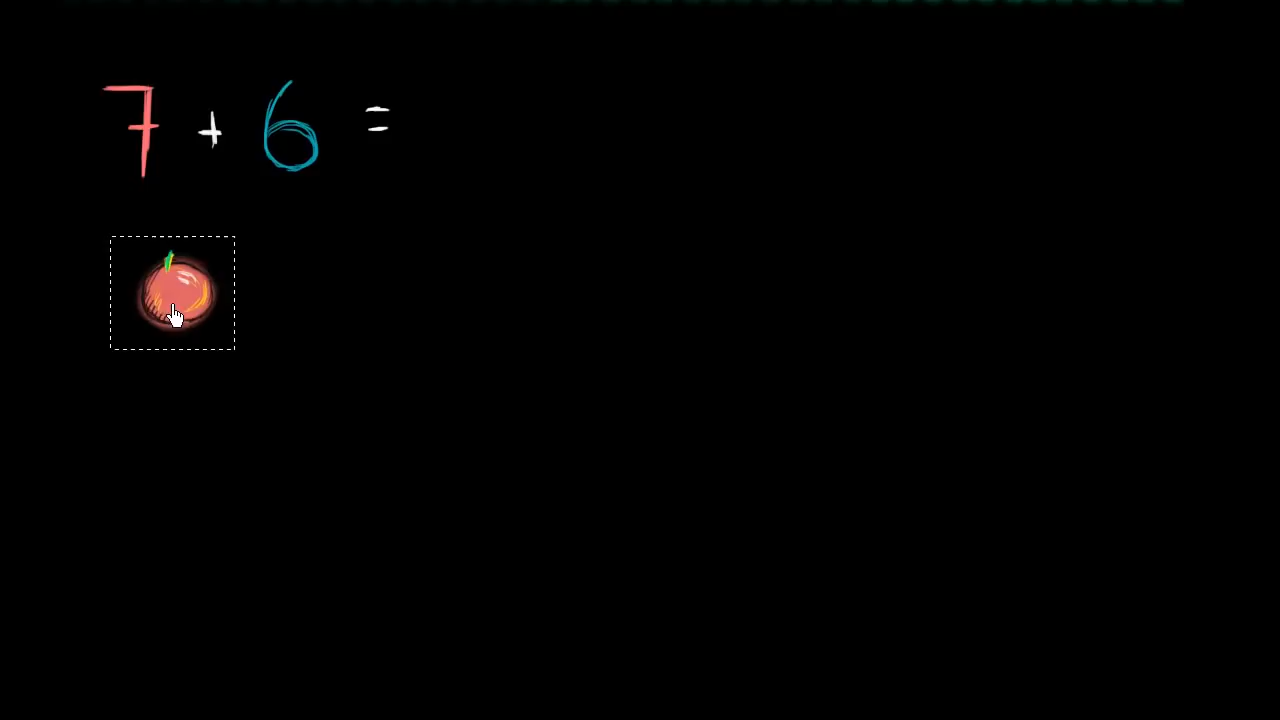 7 + 6 =